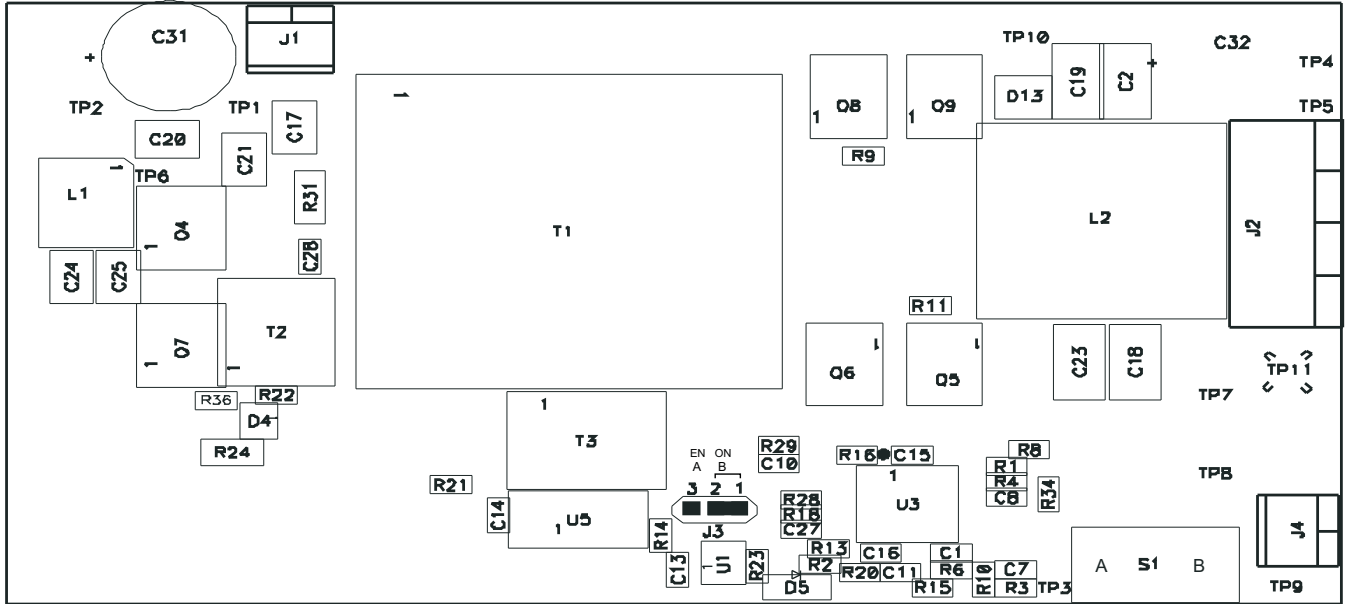 C31
J1
+
TP10
C32
TP4
C19
C2
+
TP2
TP1
C17
1
Q8
1
Q9
1
D13
TP5
C20
C21
R9
L1
1
TP6
R31
Q4
1
T1
L2
J2
C24
C25
C28
R11
Q7
1
T2
1
Q6
1
Q5
1
C23
C18
TP11
TP7
R36
R22
D4
R24
1
T3
EN
A
ON
B
R29
C10
R16
C15
R8
R1
R4
C8
R34
TP8
R21
3
2
1
J3
C14
1
U5
R14
R28
R18
C27
1
U3
J4
C13
1
U1
R23
R13
R2
C16
C1
D5
R20
C11
R6
R15
R10
C7
R3
TP3
A
S1
B
TP9